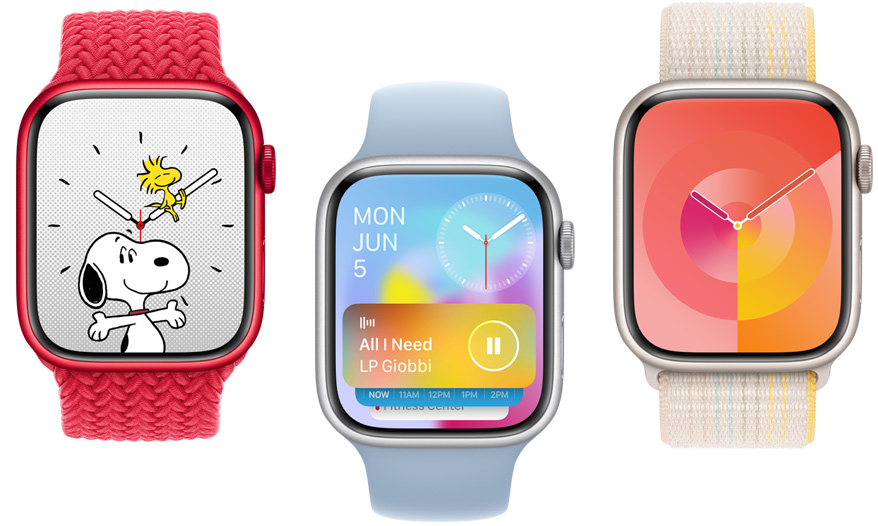 MON
JUN
5
All I Need
LP Giobbi
NOW 11AM 12PM 1PM 2PM
Fitness Center